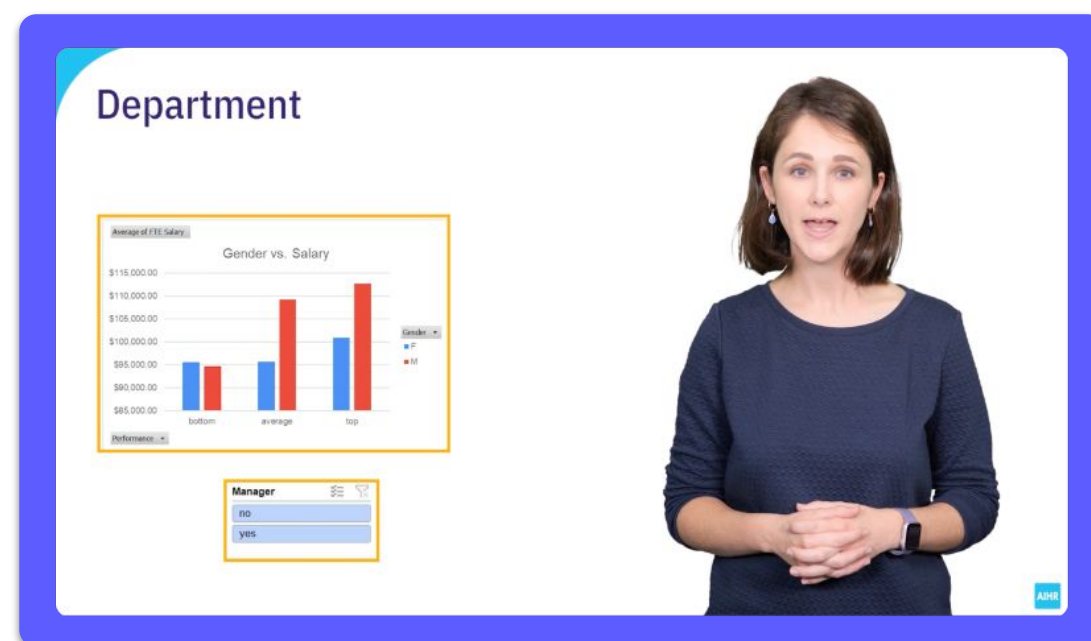 Department
Average of FTE Salary
Gender vs. Salary
$115,000.00
$110,000.00
$105,000.00
$100,000.00
$95,000.00
$90,000.00
$85,000.00
bottom average top
Gender
F
M
Performance
Manager
no
yes
AIHR